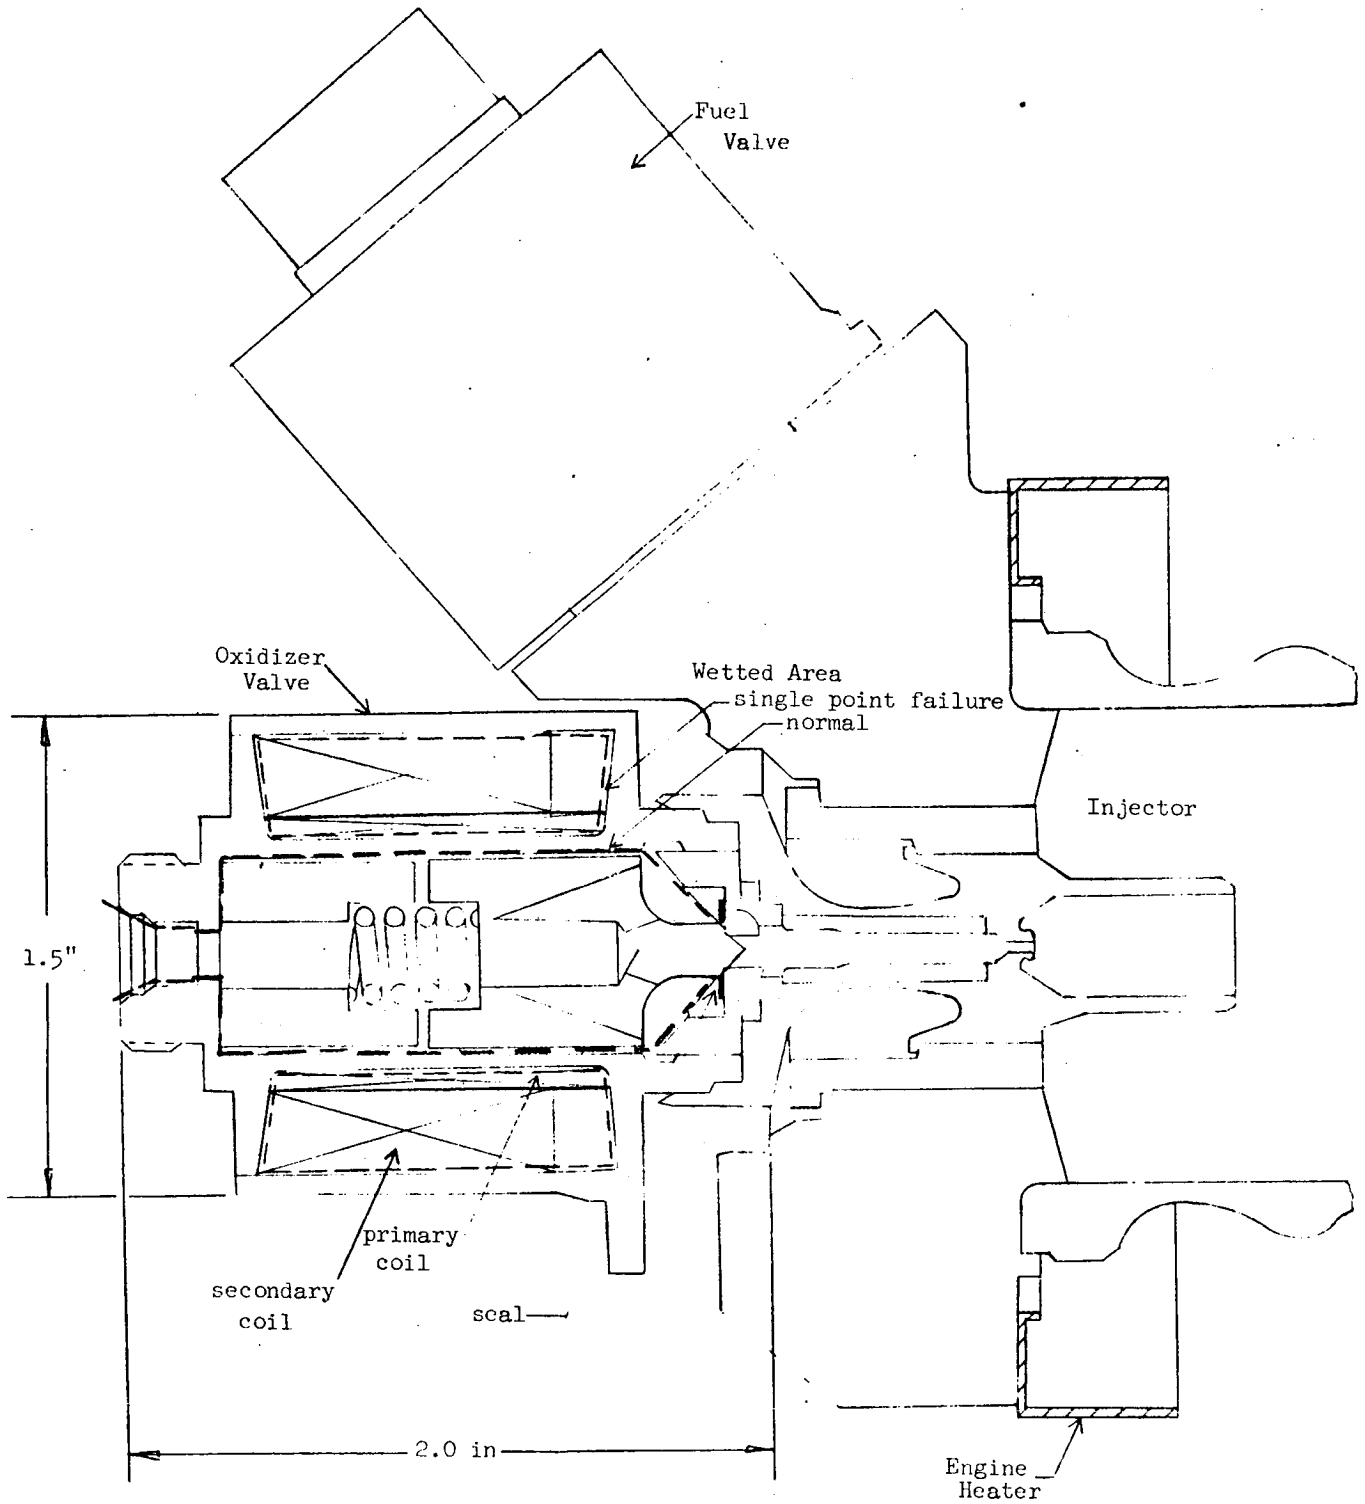 Fuel
Valve
Oxidizer
Valve
Wetted Area
single point failure
normal
Injector
1.5"
primary
coil
secondary
coil
seal
2.0 in
Engine
Heater